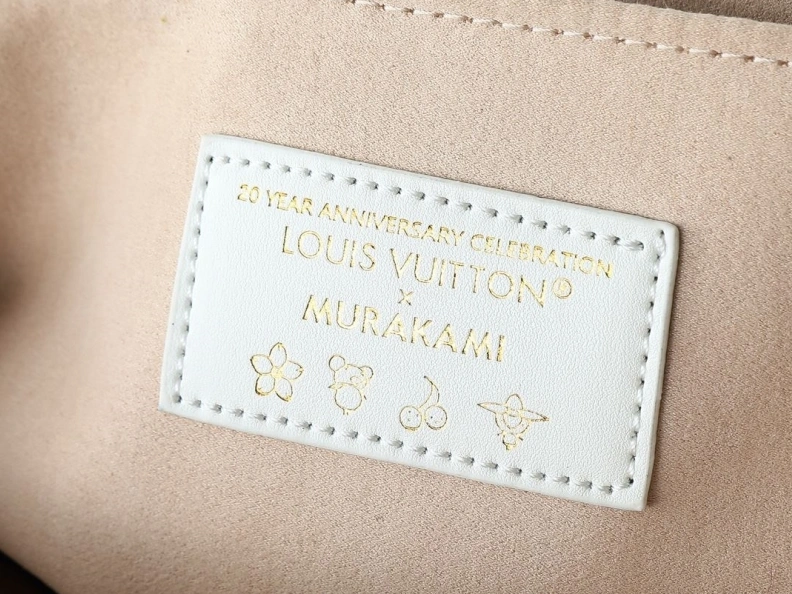 20 YEAR ANNIVERSARY CELEBRATION
LOUIS VUITTON®
X
MURAKAMI